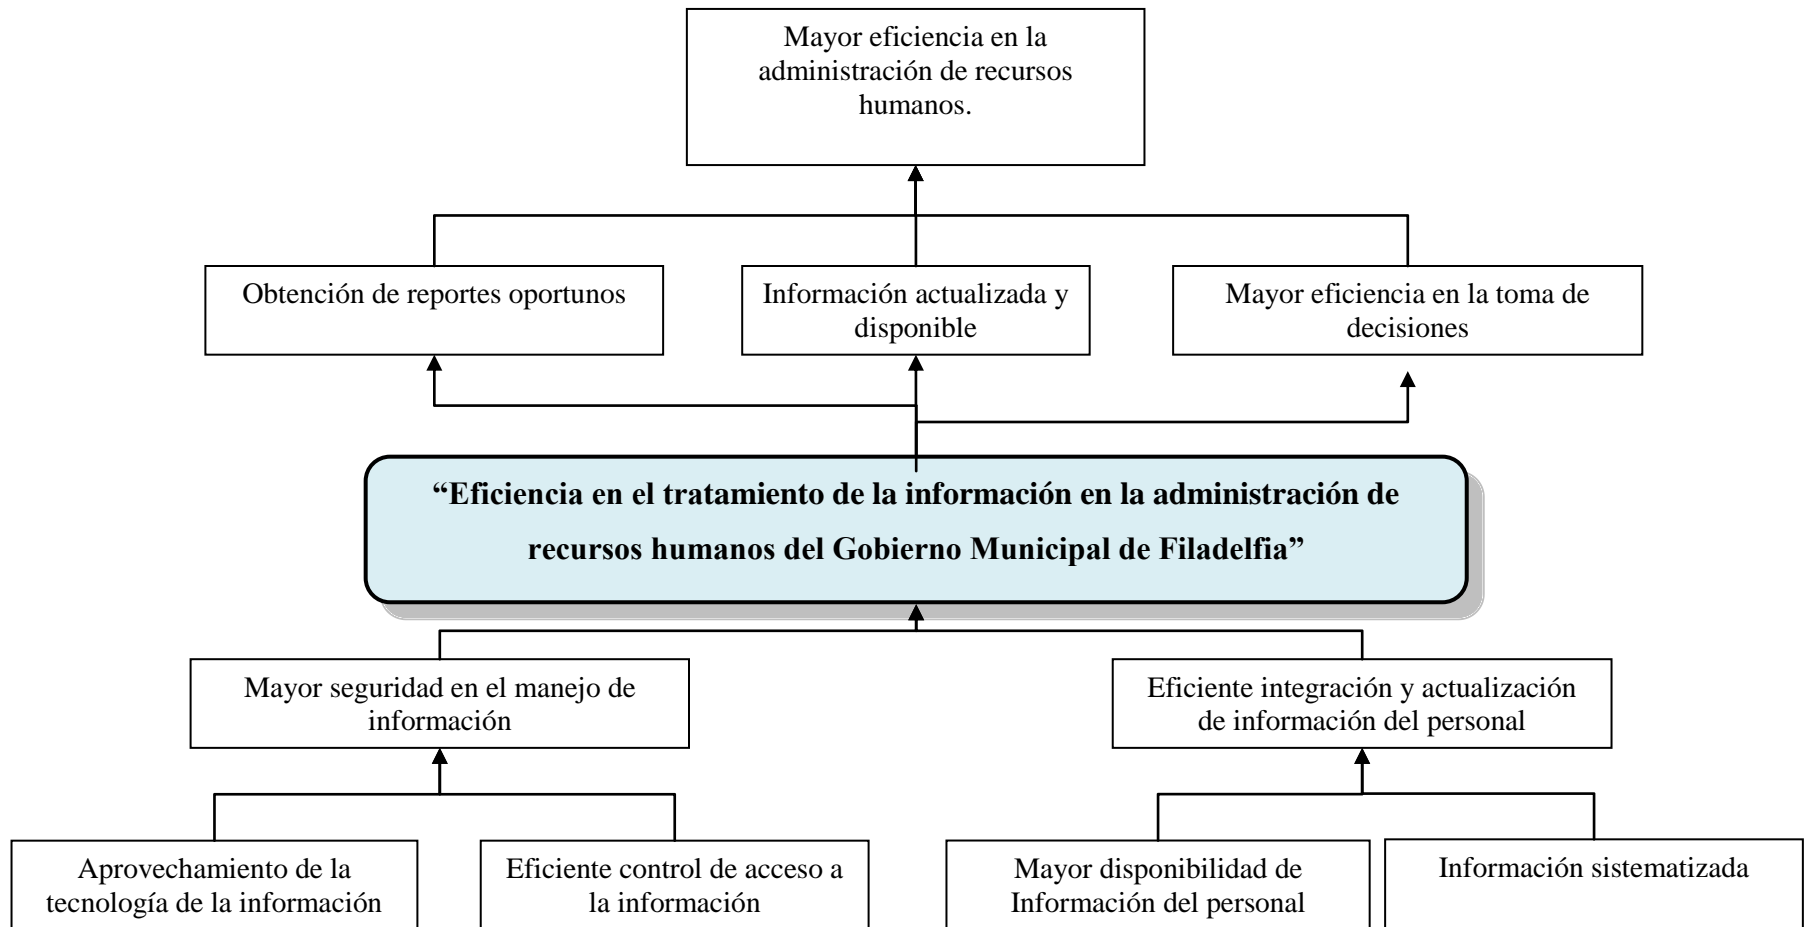 Mayor eficiencia en la
administración de recursos
humanos.
Obtención de reportes oportunos
Información actualizada y
disponible
Mayor eficiencia en la toma de
decisiones
“Eficiencia en el tratamiento de la información en la administración de
recursos humanos del Gobierno Municipal de Filadelfia”
Mayor seguridad en el manejo de
información
Eficiente integración y actualización
de información del personal
Aprovechamiento de la
tecnología de la información
Eficiente control de acceso a
la información
Mayor disponibilidad de
Información del personal
Información sistematizada